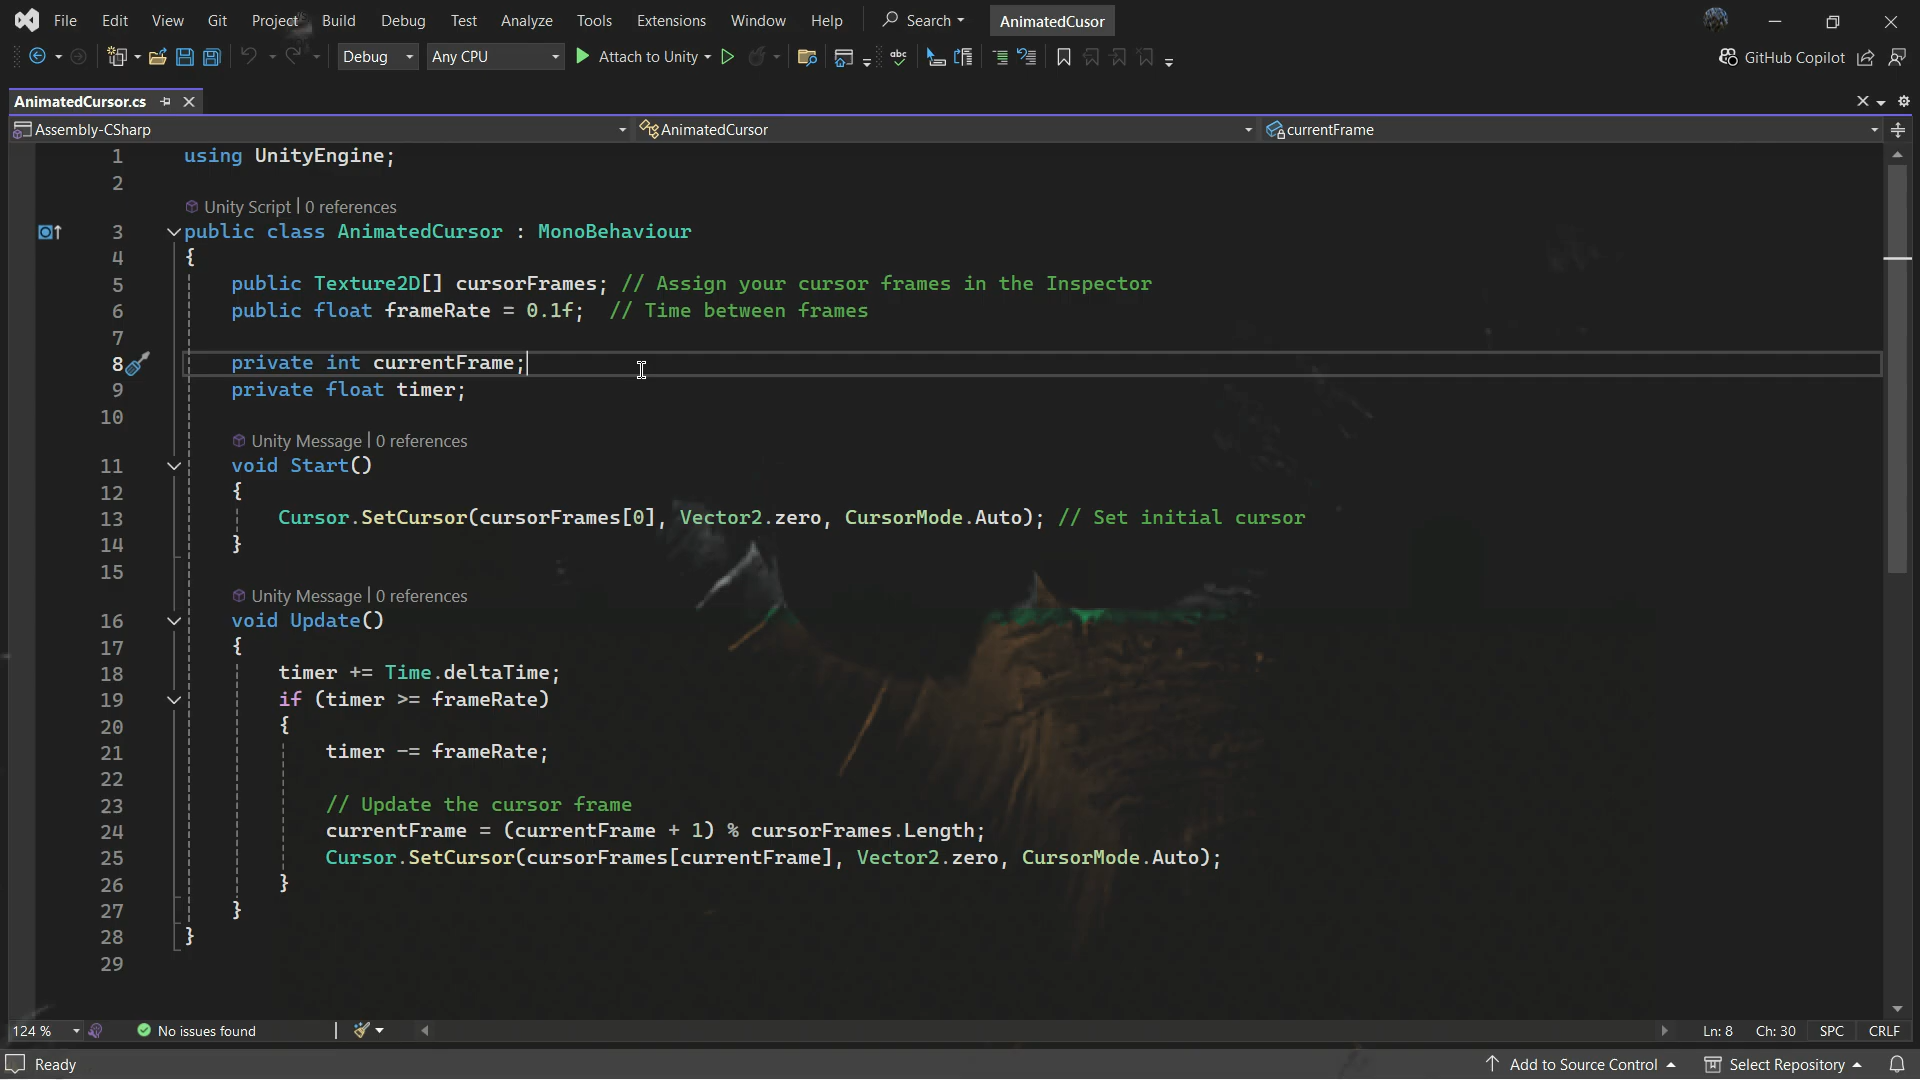 File Edit View Git Project Build Debug Test Analyze Tools Extensions Window Help Search AnimatedCusor
Debug Any CPU Attach to Unity abc GitHub Copilot
AnimatedCursor.cs
Assembly-CSharp AnimatedCursor currentFrame
1 using UnityEngine;
2
Unity Script | 0 references
3 public class AnimatedCursor : MonoBehaviour
4 {
5 public Texture2D[] cursorFrames; // Assign your cursor frames in the Inspector
6 public float frameRate = 0.1f; // Time between frames
7
8 private int currentFrame;
9 private float timer;
10
Unity Message | 0 references
11 void Start()
12 {
13 Cursor.SetCursor(cursorFrames[0], Vector2.zero, CursorMode.Auto); // Set initial cursor
14 }
15
Unity Message | 0 references
16 void Update()
17 {
18 timer += Time.deltaTime;
19 if (timer >= frameRate)
20 {
21 timer -= frameRate;
22
23 // Update the cursor frame
24 currentFrame = (currentFrame + 1) % cursorFrames.Length;
25 Cursor.SetCursor(cursorFrames[currentFrame], Vector2.zero, CursorMode.Auto);
26 }
27 }
28 }
29
124 % No issues found Ln: 8 Ch: 30 SPC CRLF
Ready Add to Source Control Select Repository